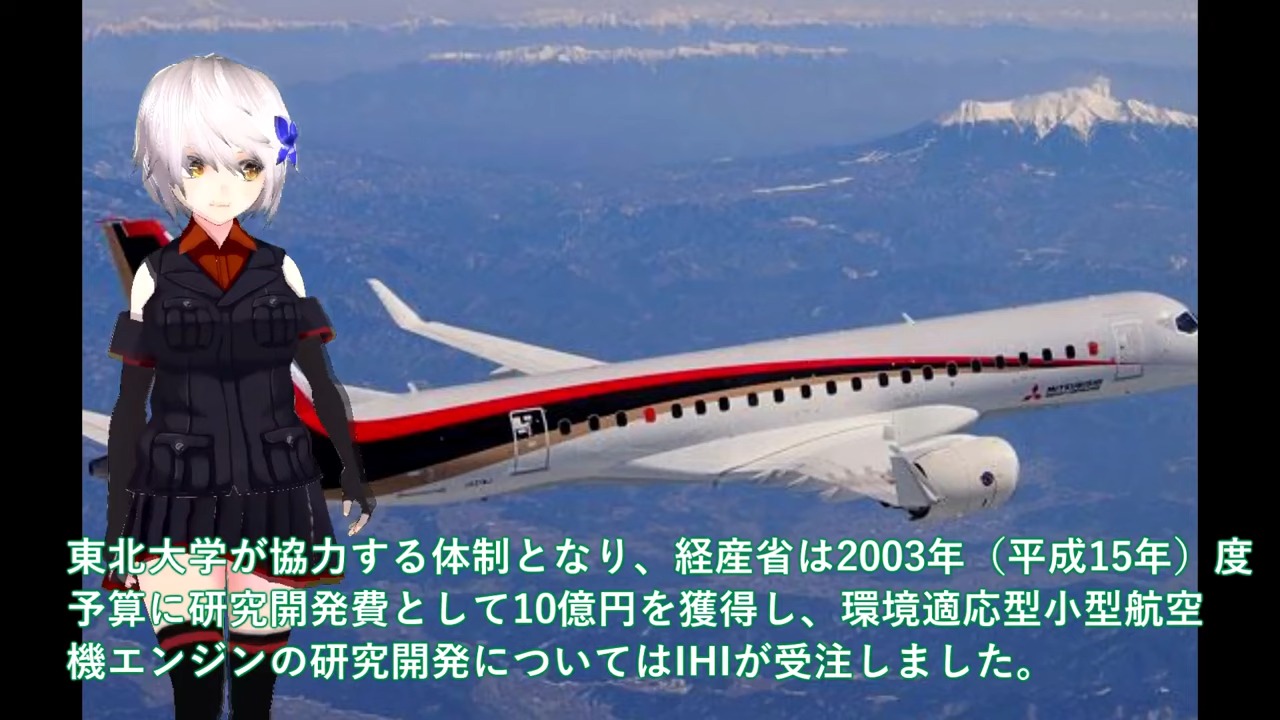 MITSUBISHI
東北大学が協力する体制となり、経産省は2003年（平成15年）度
予算に研究開発費として10億円を獲得し、環境適応型小型航空
機エンジンの研究開発についてはIHIが受注しました。